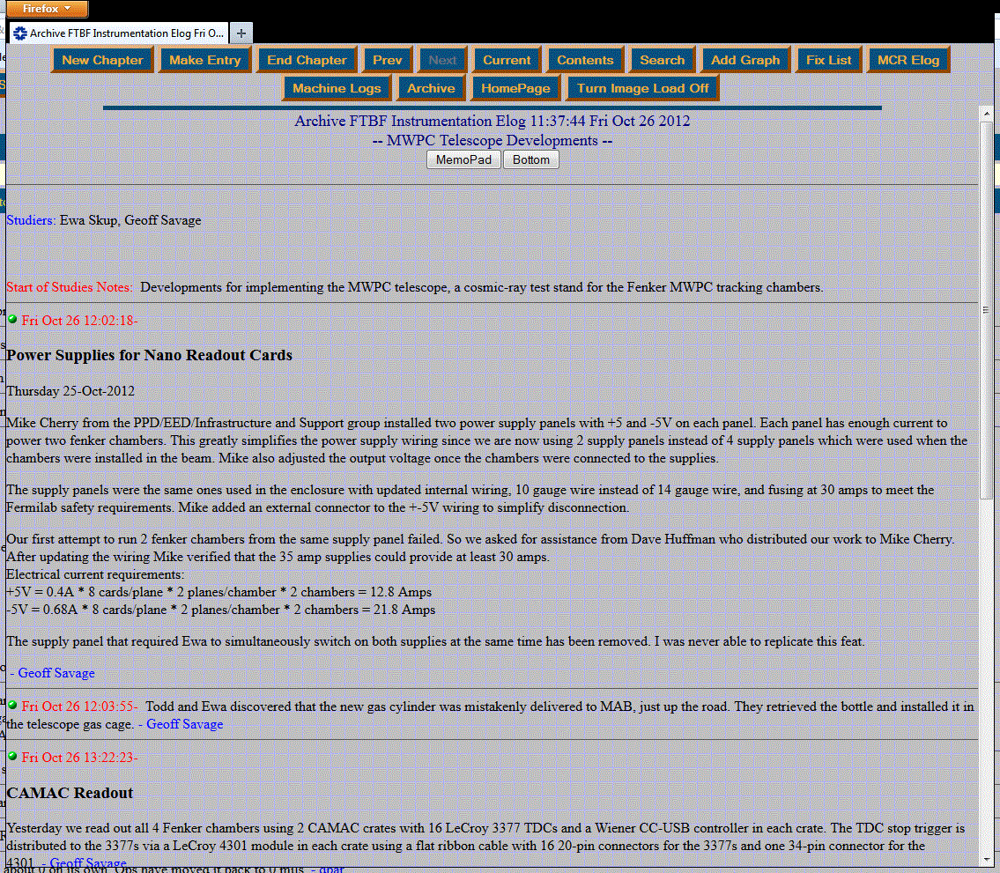 Firefox
Archive FTBF Instrumentation Elog Fri O...
New Chapter Make Entry End Chapter Prev Next Current Contents Search Add Graph Fix List MCR Elog
Machine Logs Archive HomePage Turn Image Load Off
Archive FTBF Instrumentation Elog 11:37:44 Fri Oct 26 2012
-- MWPC Telescope Developments --
MemoPad Bottom
Studiers: Ewa Skup, Geoff Savage
Start of Studies Notes: Developments for implementing the MWPC telescope, a cosmic-ray test stand for the Fenker MWPC tracking chambers.
Fri Oct 26 12:02:18-
Power Supplies for Nano Readout Cards
Thursday 25-Oct-2012
Mike Cherry from the PPD/EED/Infrastructure and Support group installed two power supply panels with +5 and -5V on each panel. Each panel has enough current to
power two fenker chambers. This greatly simplifies the power supply wiring since we are now using 2 supply panels instead of 4 supply panels which were used when the
chambers were installed in the beam. Mike also adjusted the output voltage once the chambers were connected to the supplies.
The supply panels were the same ones used in the enclosure with updated internal wiring, 10 gauge wire instead of 14 gauge wire, and fusing at 30 amps to meet the
Fermilab safety requirements. Mike added an external connector to the +-5V wiring to simplify disconnection.
Our first attempt to run 2 fenker chambers from the same supply panel failed. So we asked for assistance from Dave Huffman who distributed our work to Mike Cherry.
After updating the wiring Mike verified that the 35 amp supplies could provide at least 30 amps.
Electrical current requirements:
+5V = 0.4A * 8 cards/plane * 2 planes/chamber * 2 chambers = 12.8 Amps
-5V = 0.68A * 8 cards/plane * 2 planes/chamber * 2 chambers = 21.8 Amps
The supply panel that required Ewa to simultaneously switch on both supplies at the same time has been removed. I was never able to replicate this feat.
- Geoff Savage
Fri Oct 26 12:03:55- Todd and Ewa discovered that the new gas cylinder was mistakenly delivered to MAB, just up the road. They retrieved the bottle and installed it in
the telescope gas cage. - Geoff Savage
Fri Oct 26 13:22:23-
CAMAC Readout
Yesterday we read out all 4 Fenker chambers using 2 CAMAC crates with 16 LeCroy 3377 TDCs and a Wiener CC-USB controller in each crate. The TDC stop trigger is
distributed to the 3377s via a LeCroy 4301 module in each crate using a flat ribbon cable with 16 20-pin connectors for the 3377s and one 34-pin connector for the
4301. - Geoff Savage
about 0 on its own. Ops have moved it back to 0 mils. - qbar